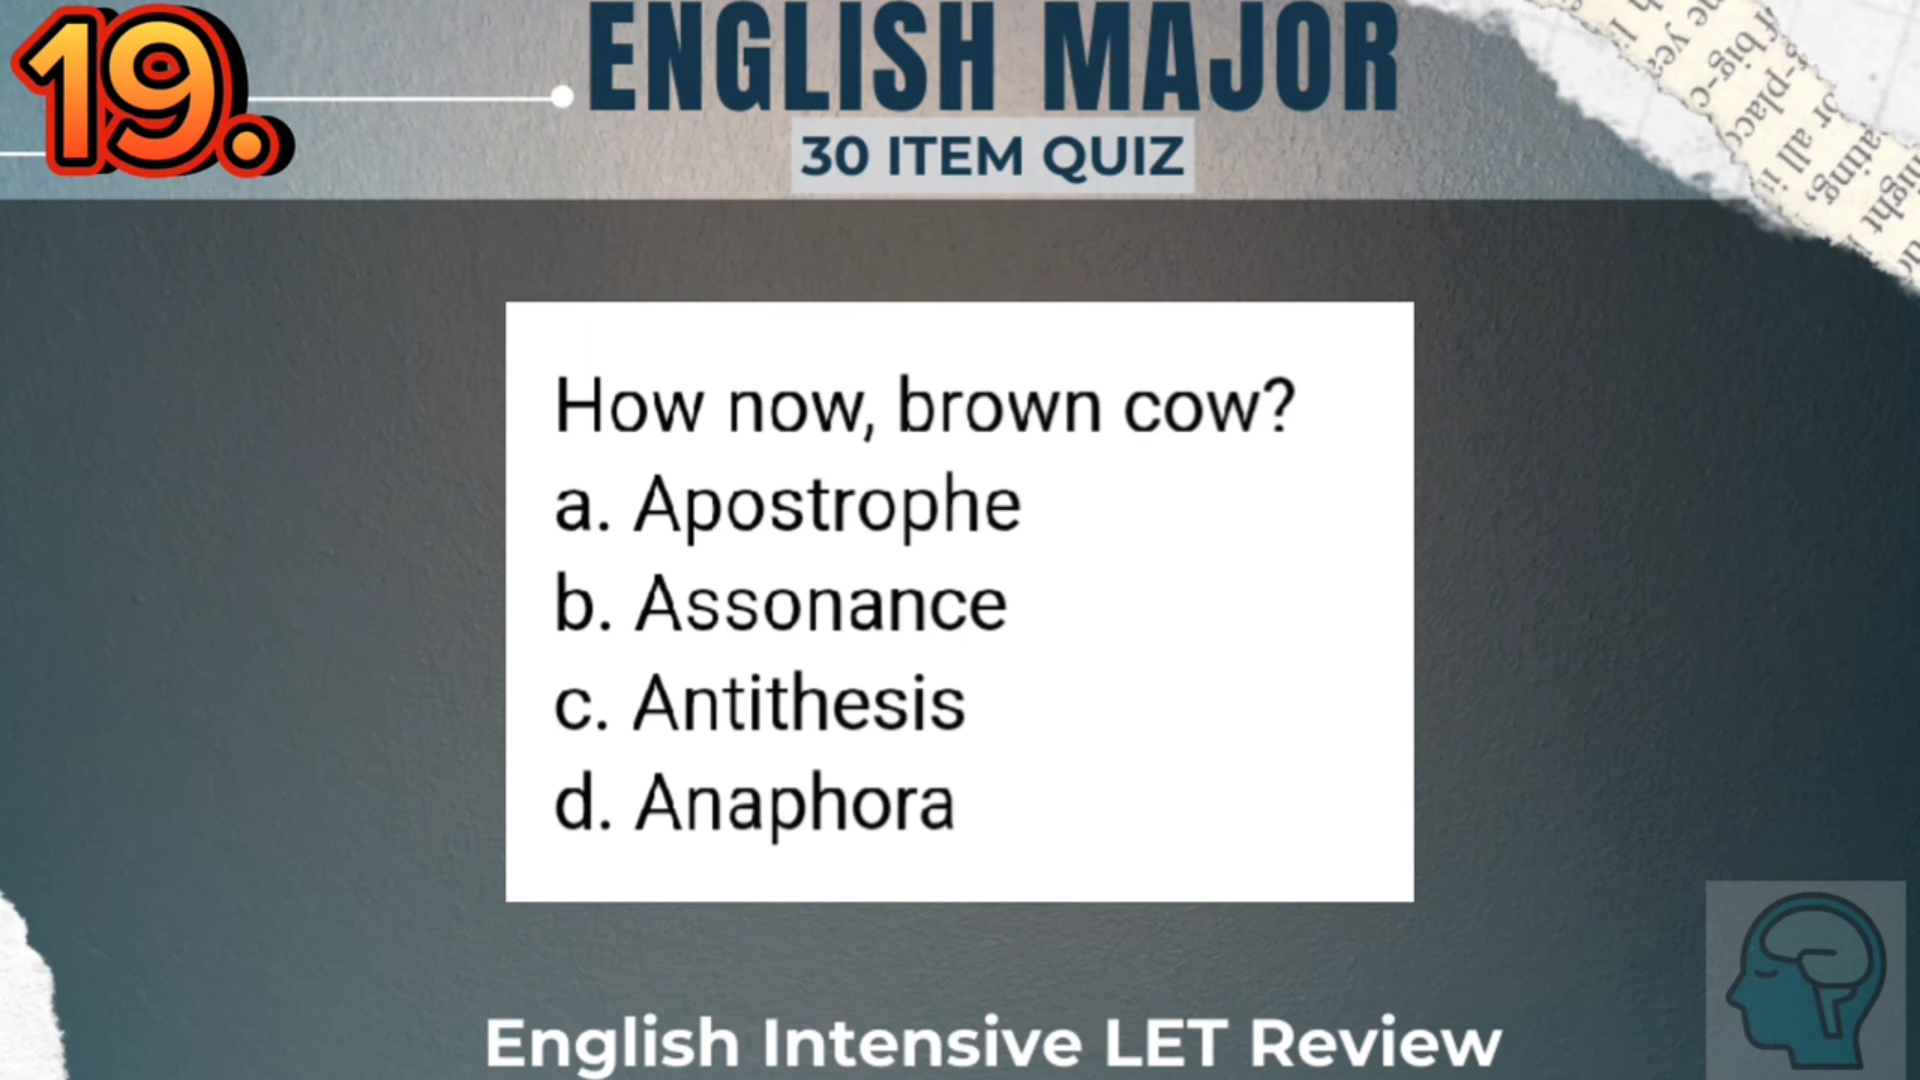 19.
ENGLISH MAJOR
30 ITEM QUIZ
How now, brown cow?
a. Apostrophe
b. Assonance
c. Antithesis
d. Anaphora
English Intensive LET Review